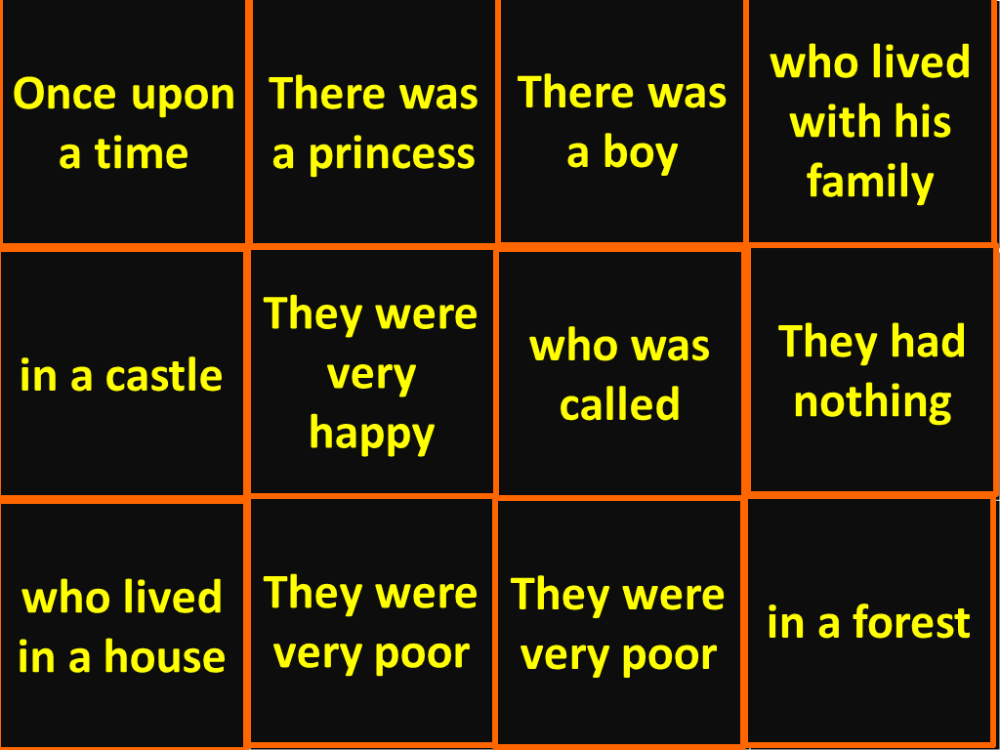 Once upon
a time
There was
a princess
There was
a boy
who lived
with his
family
in a castle
They were
very
happy
who was
called
They had
nothing
who lived
in a house
They were
very poor
They were
very poor
in a forest